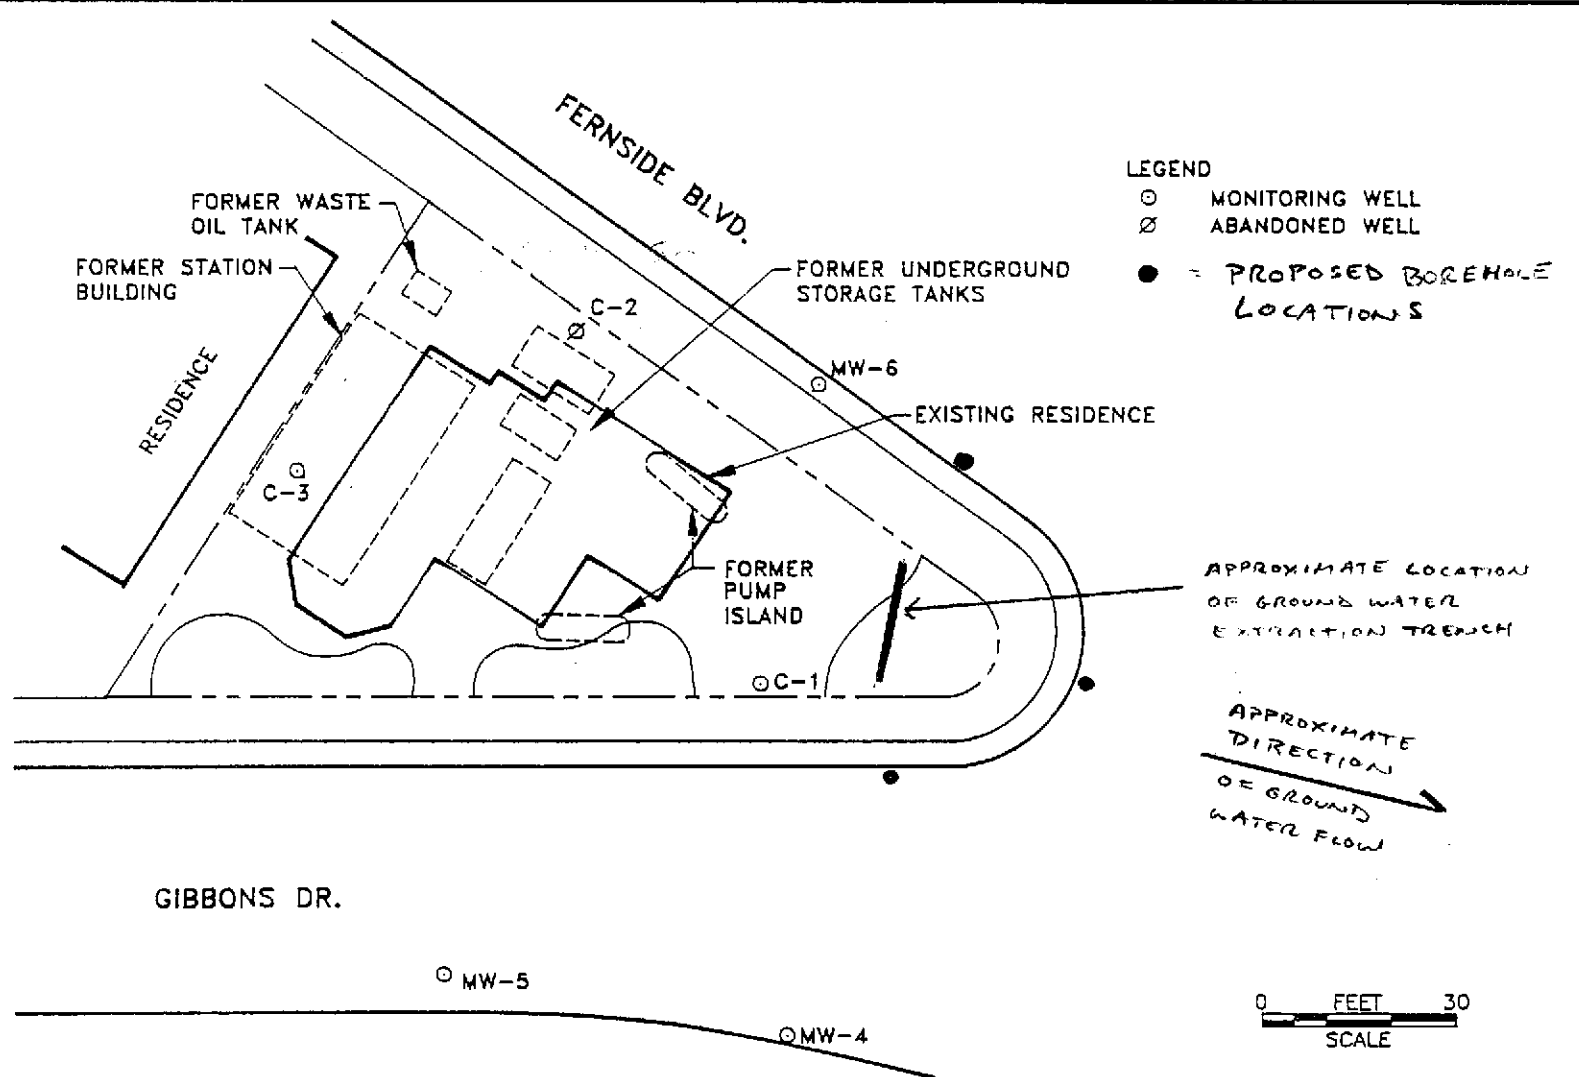 FERNSIDE BLVD.
LEGEND
⊙ MONITORING WELL
∅ ABANDONED WELL
● = PROPOSED BOREHOLE
LOCATIONS
FORMER WASTE
OIL TANK
FORMER STATION
BUILDING
RESIDENCE
C-2
FORMER UNDERGROUND
STORAGE TANKS
MW-6
EXISTING RESIDENCE
C-3
FORMER
PUMP
ISLAND
APPROXIMATE LOCATION
OF GROUND WATER
EXTRACTION TRENCH
C-1
APPROXIMATE
DIRECTION
OF GROUND
WATER FLOW
GIBBONS DR.
MW-5
MW-4
0 FEET 30
SCALE